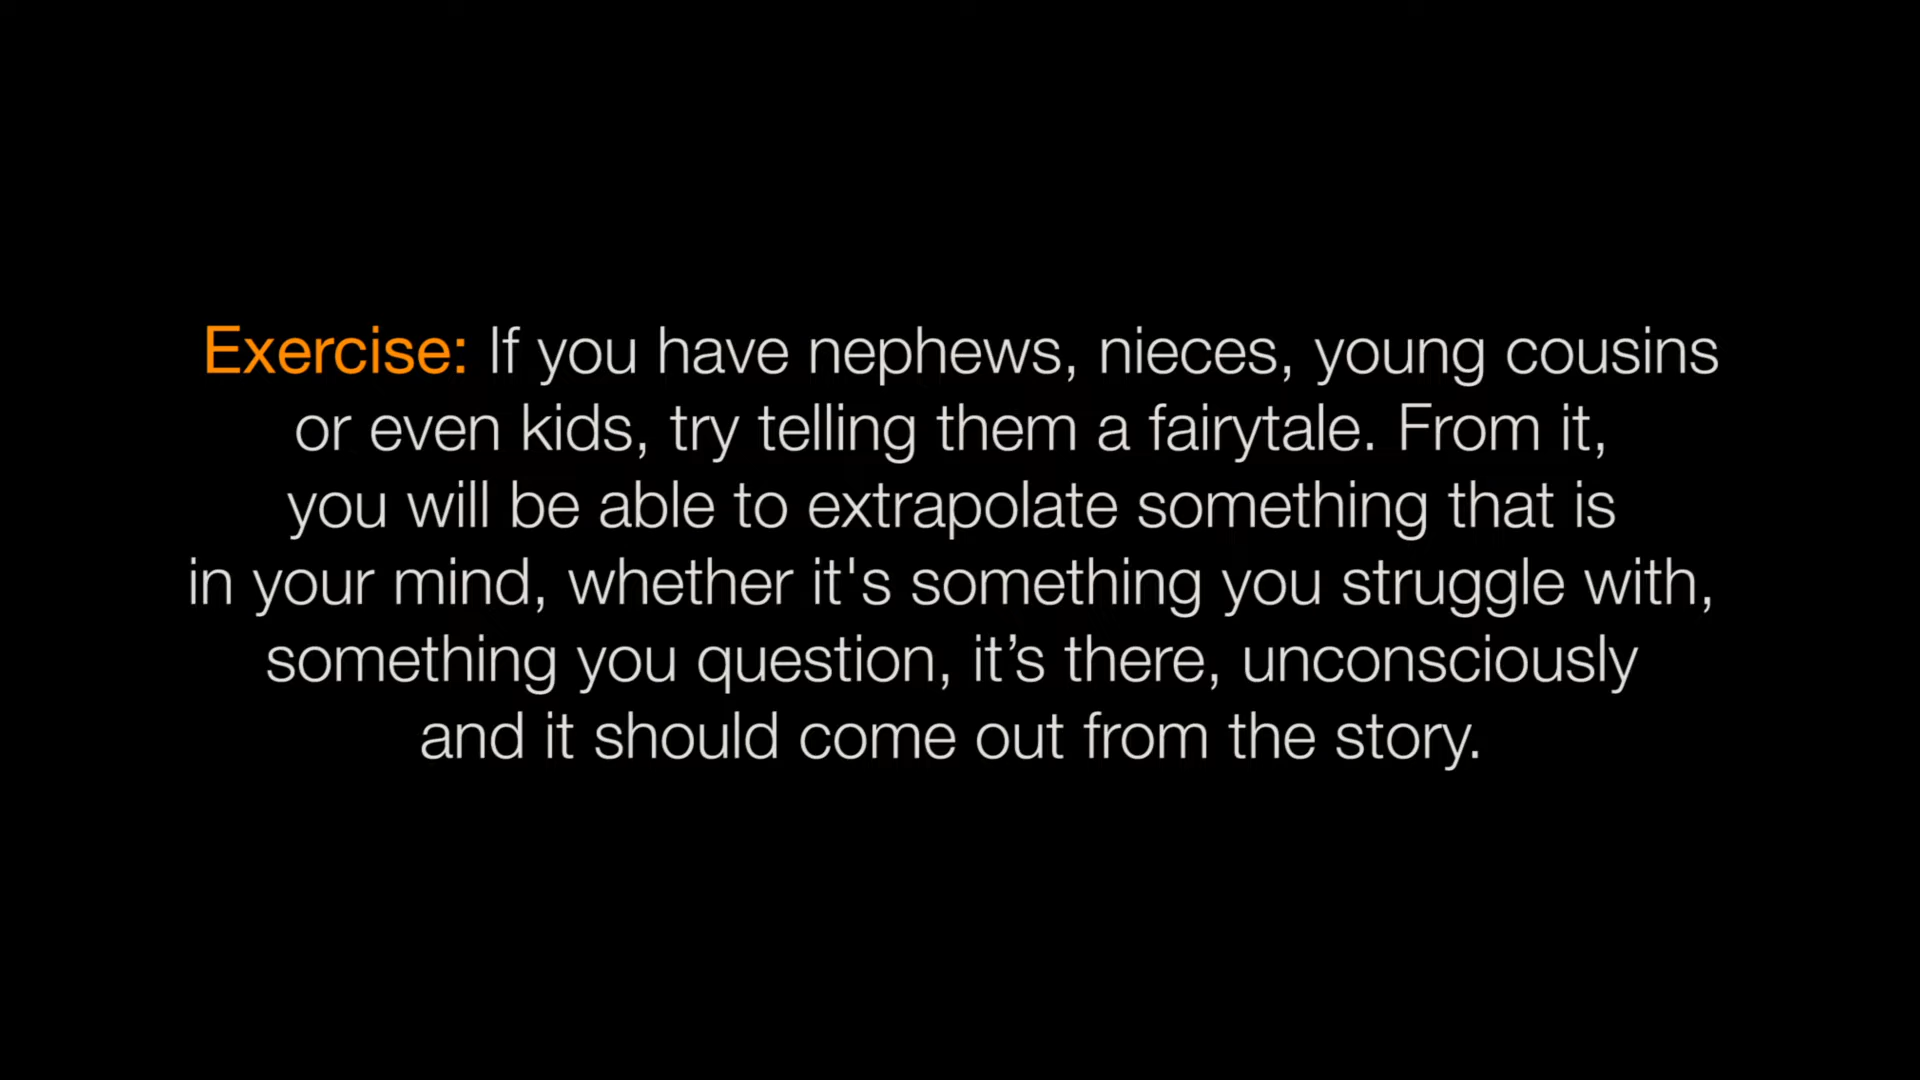 Exercise: If you have nephews, nieces, young cousins
or even kids, try telling them a fairytale. From it,
you will be able to extrapolate something that is
in your mind, whether it's something you struggle with,
something you question, it’s there, unconsciously
and it should come out from the story.